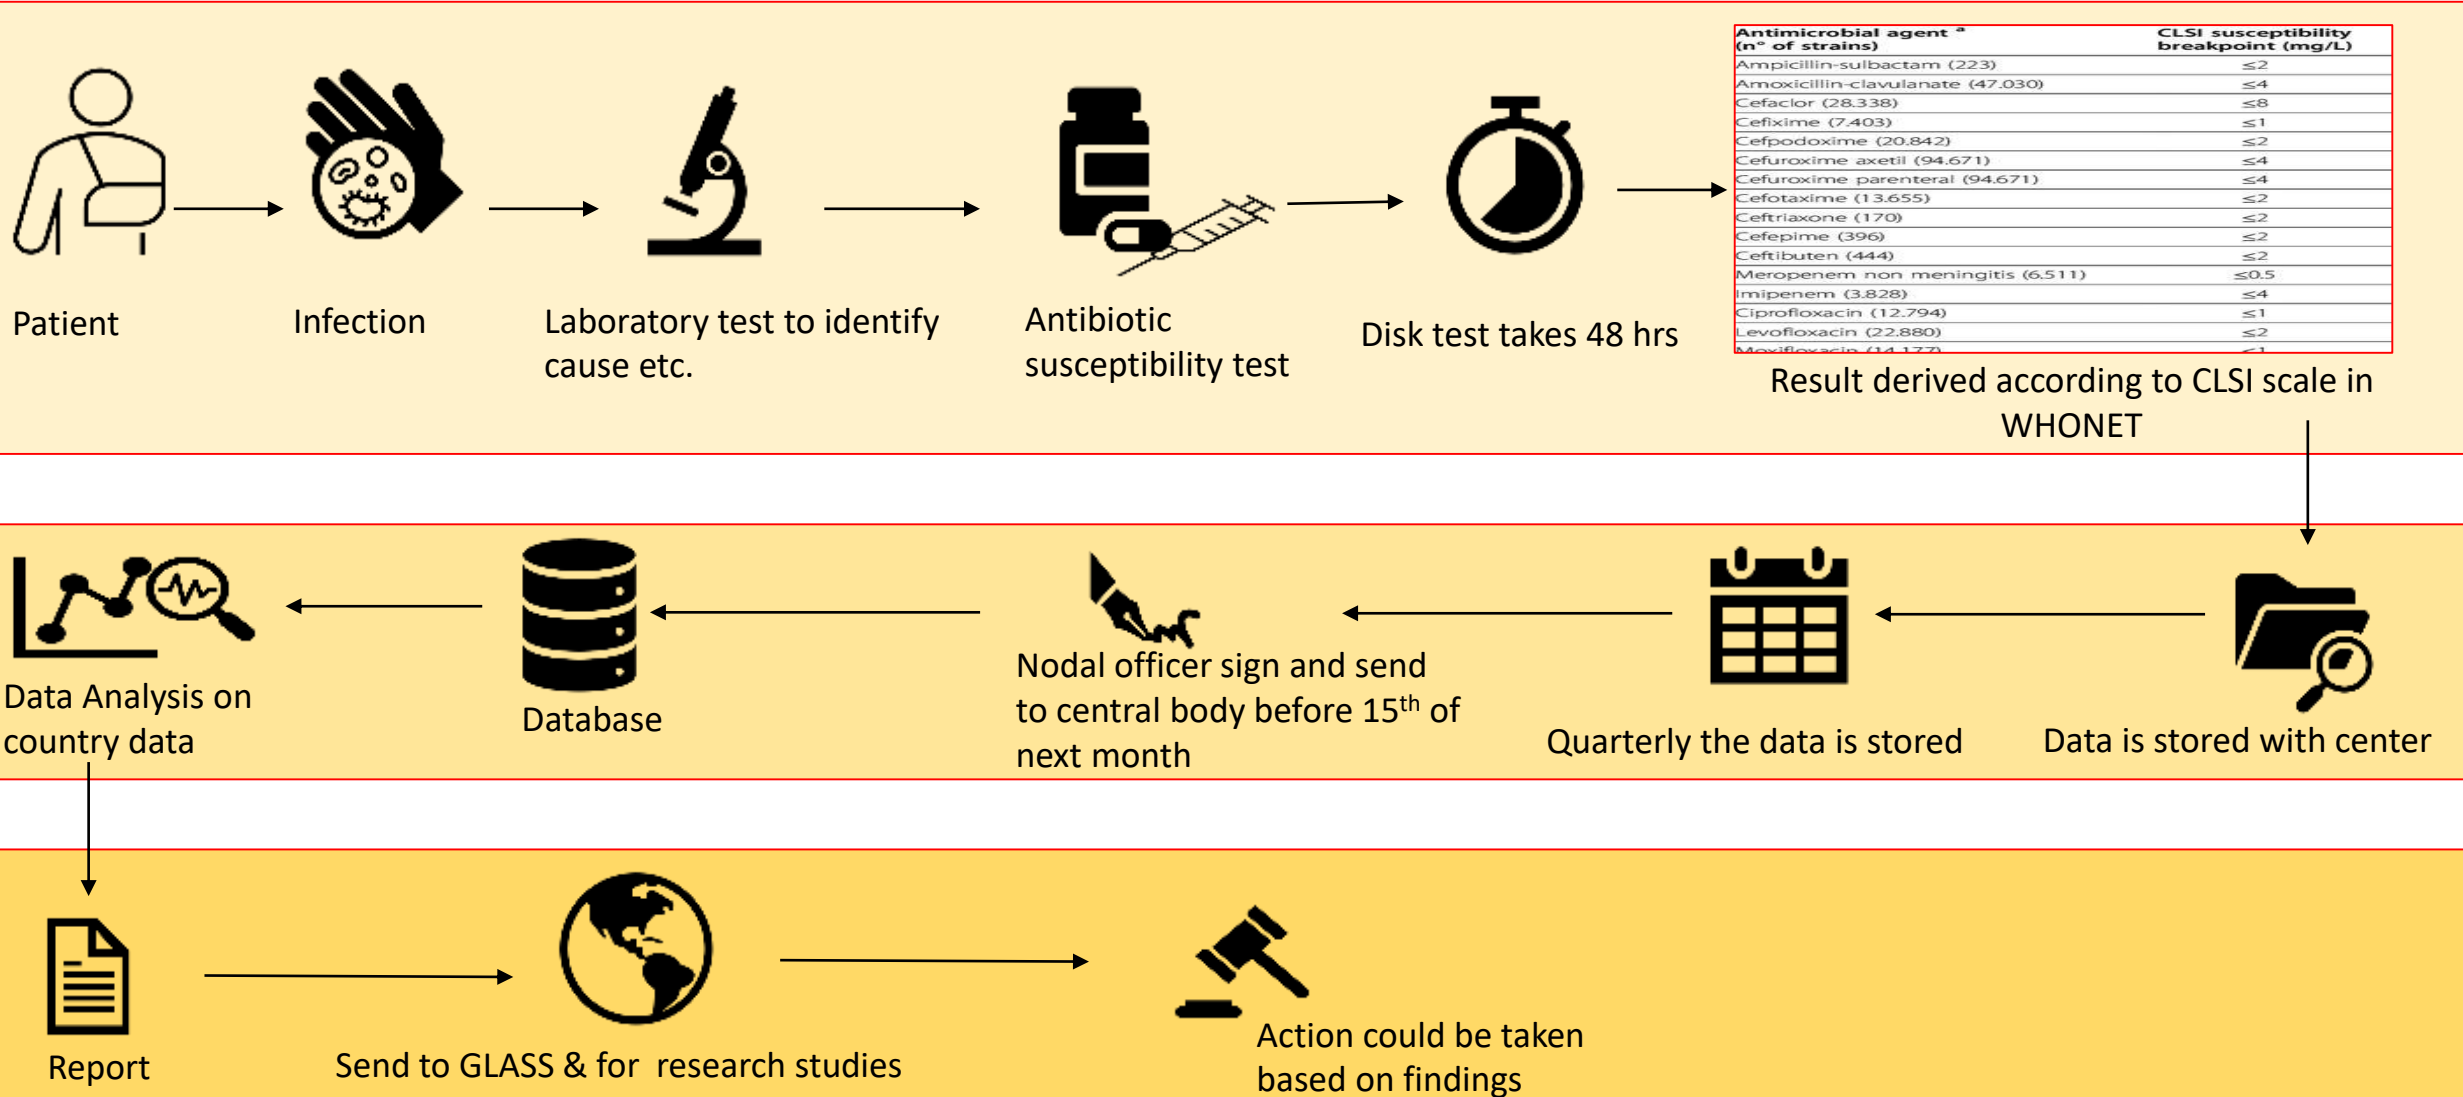 Antimicrobial agent a CLSI susceptibility
(n° of strains) breakpoint (mg/L)
Ampicillin-sulbactam (223) ≤2
Amoxicillin-clavulanate (47.030) ≤4
Cefaclor (28.338) ≤8
Cefixime (7.403) ≤1
Cefpodoxime (20.842) ≤2
Cefuroxime axetil (94.671) ≤4
Cefuroxime parenteral (94.671) ≤4
Cefotaxime (13.655) ≤2
Ceftriaxone (170) ≤2
Cefepime (396) ≤2
Ceftibuten (444) ≤2
Meropenem non meningitis (6.511) ≤0.5
Imipenem (3.828) ≤4
Ciprofloxacin (12.794) ≤1
Levofloxacin (22.880) ≤2
Moxifloxacin (14.177) ≤1
Patient
Infection
Laboratory test to identify
cause etc.
Antibiotic
susceptibility test
Disk test takes 48 hrs
Result derived according to CLSI scale in
WHONET
Data Analysis on
country data
Database
Nodal officer sign and send
to central body before 15th of
next month
Quarterly the data is stored
Data is stored with center
Report
Send to GLASS & for research studies
Action could be taken
based on findings